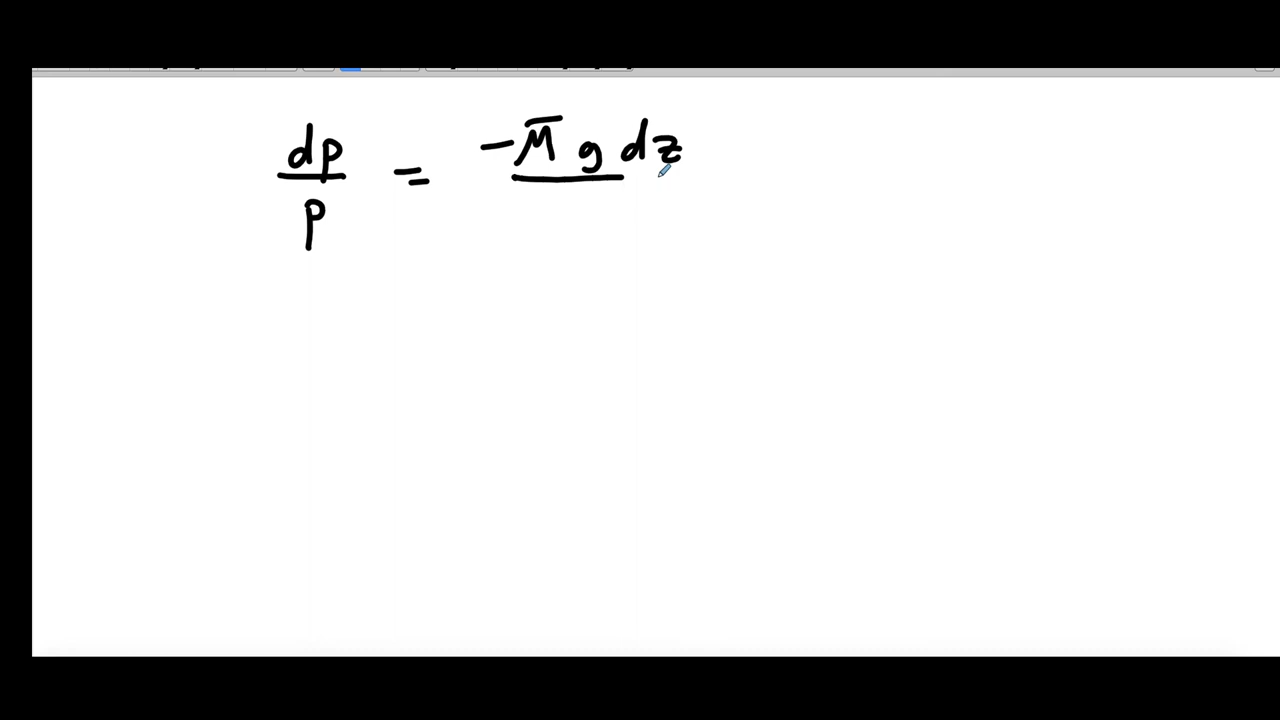 dp/p = -M̅ g dz